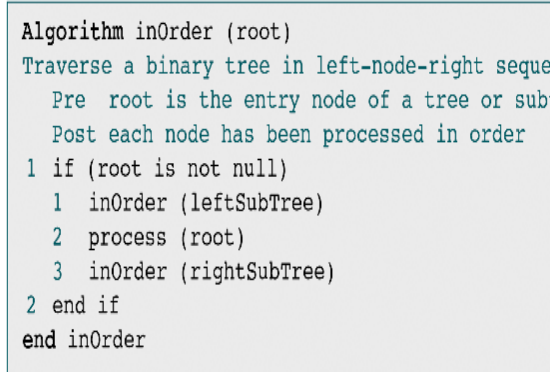 Algorithm inOrder (root)
Traverse a binary tree in left-node-right seque
Pre root is the entry node of a tree or sub
Post each node has been processed in order
1 if (root is not null)
1 inOrder (leftSubTree)
2 process (root)
3 inOrder (rightSubTree)
2 end if
end inOrder